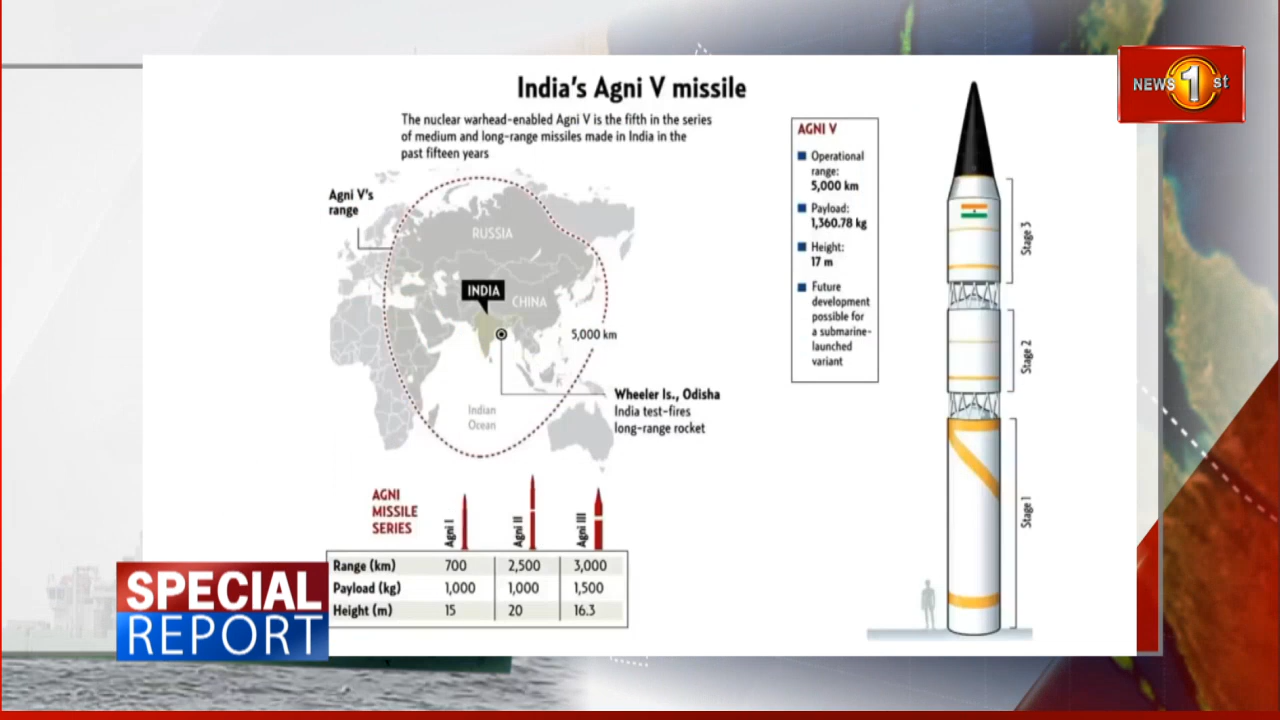 NEWS 1st
India's Agni V missile
The nuclear warhead-enabled Agni V is the fifth in the series
of medium and long-range missiles made in India in the
past fifteen years
Agni V's
range
RUSSIA
INDIA
CHINA
5,000 km
Indian
Ocean
Wheeler Is., Odisha
India test-fires
long-range rocket
AGNI V
Operational
range:
5,000 km
Payload:
1,360.78 kg
Height:
17 m
Future
development
possible for
a submarine-
launched
variant
Stage 3
Stage 2
Stage 1
AGNI
MISSILE
SERIES
Agni I
Agni II
Agni III
Range (km) 700 2,500 3,000
Payload (kg) 1,000 1,000 1,500
Height (m) 15 20 16.3
SPECIAL
REPORT